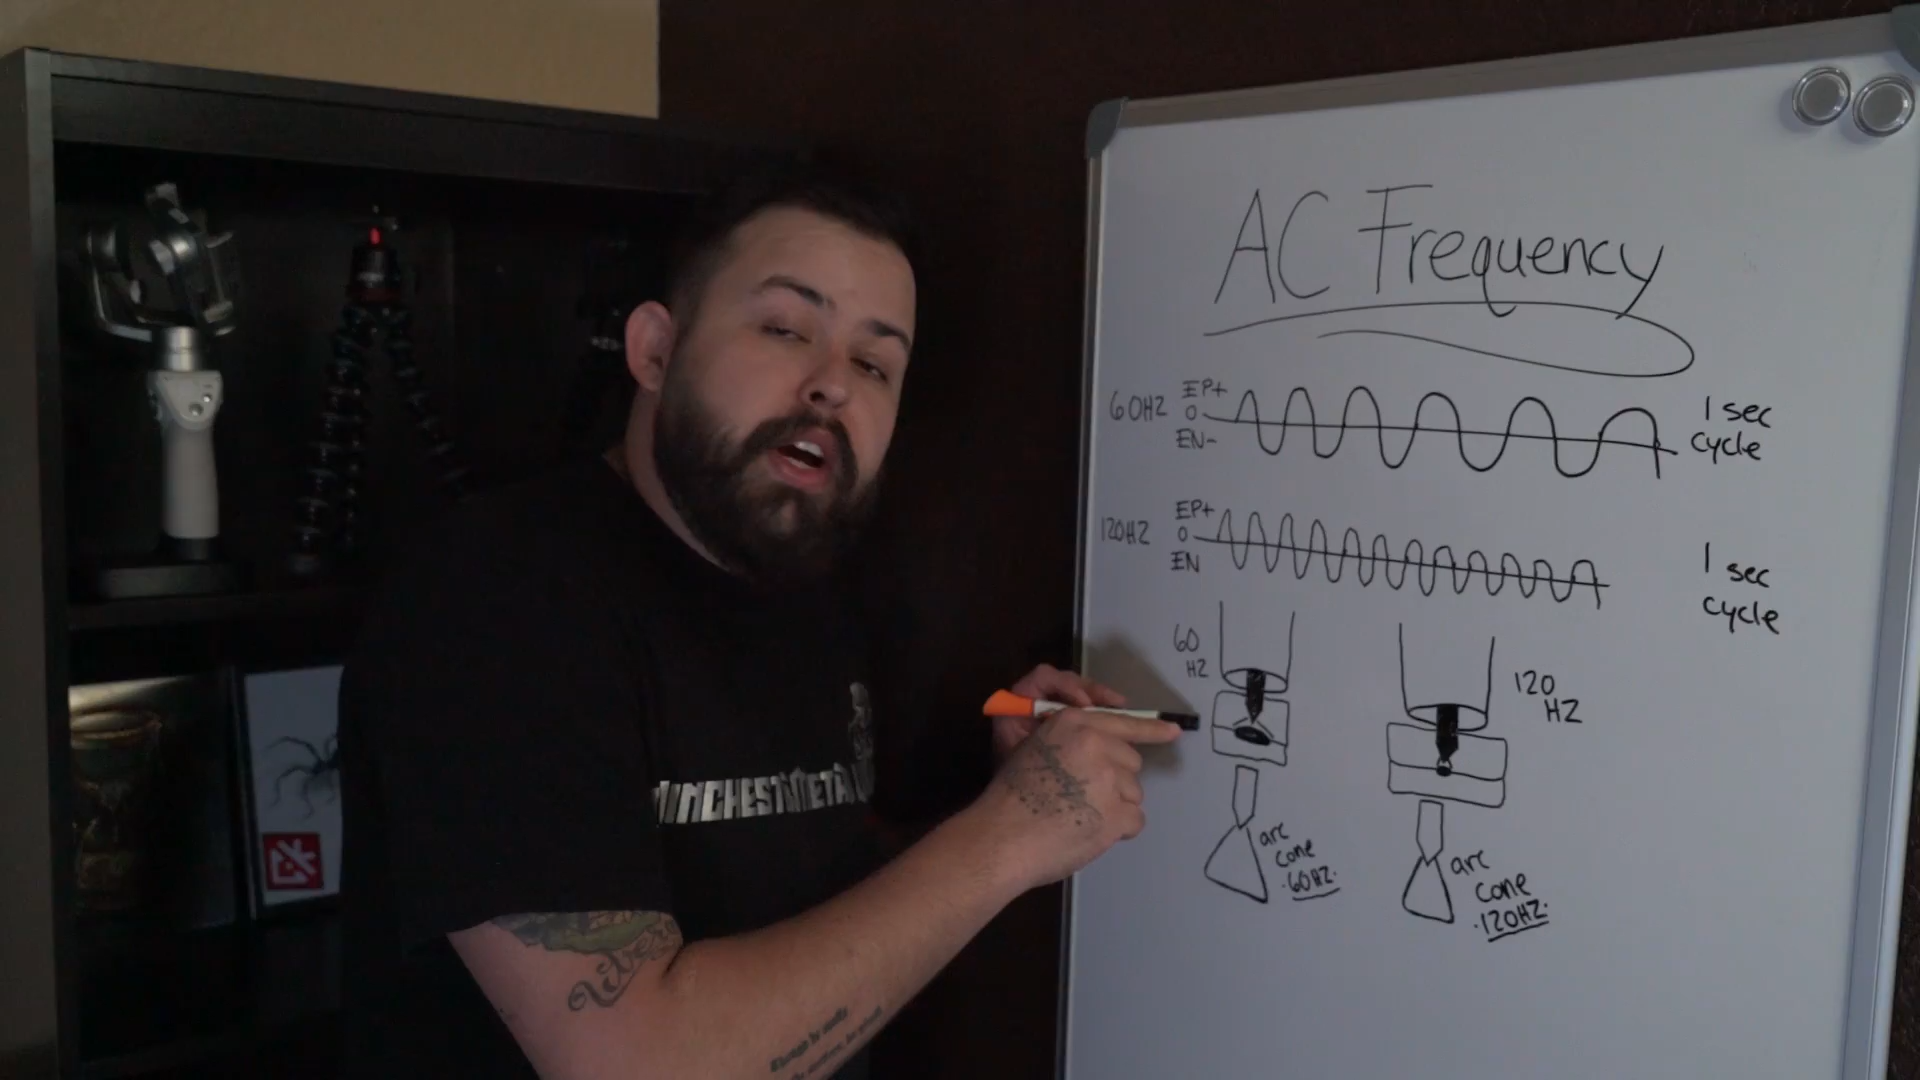 AC Frequency
60HZ
EP+
0
EN-
1 sec
cycle
120HZ
EP+
0
EN
1 sec
cycle
60
HZ
120
HZ
arc
cone
.60HZ.
arc
cone
.120HZ.